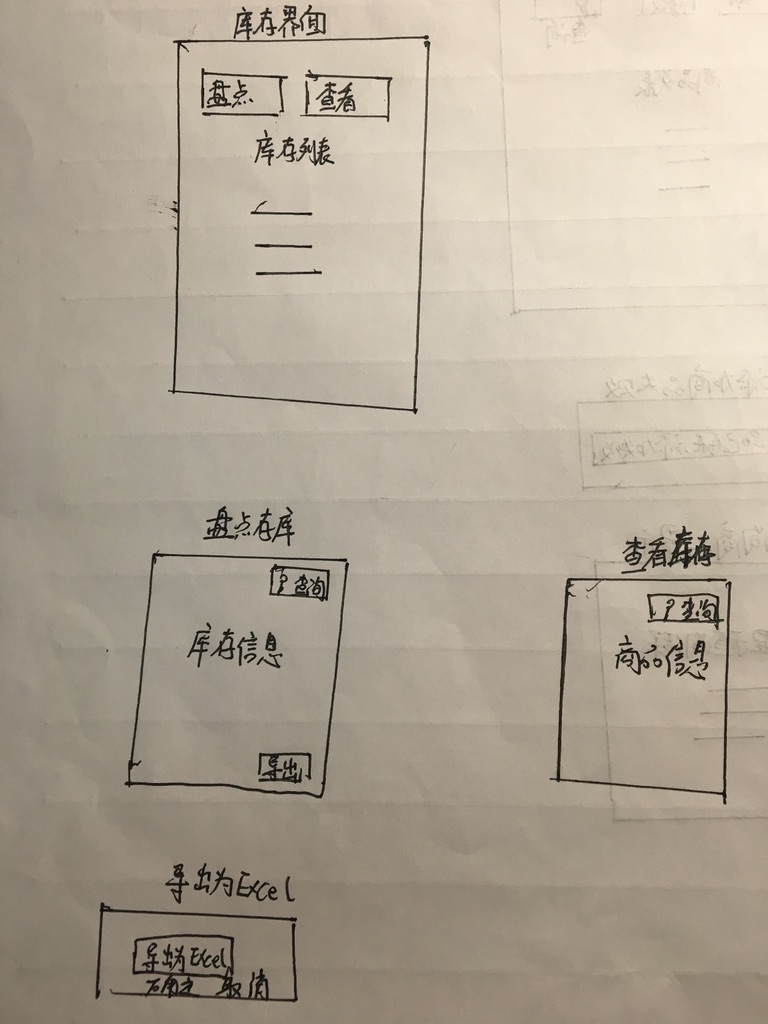 库存界面
盘点 查看
库存列表
盘点存库
查询
库存信息
导出
查看库存
查询
商品信息
导出为Excel
导出为Excel
确定 取消